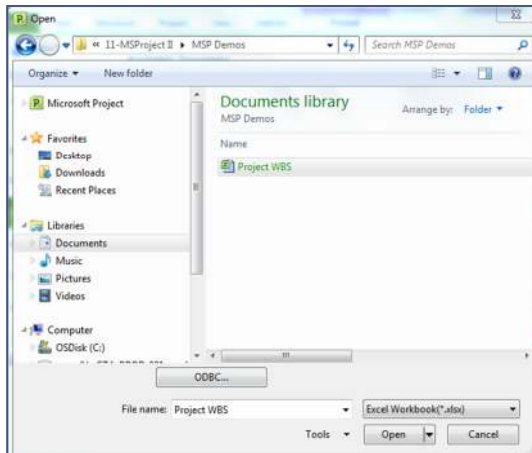 Open
« 11-MSProject II ▸ MSP Demos
Search MSP Demos
Organize
New folder
Microsoft Project
Favorites
Desktop
Downloads
Recent Places
Libraries
Documents
Music
Pictures
Videos
Computer
OSDisk (C:)
Documents library
MSP Demos
Arrange by: Folder
Name
Project WBS
ODBC...
File name: Project WBS
Excel Workbook(*.xlsx)
Tools
Open
Cancel